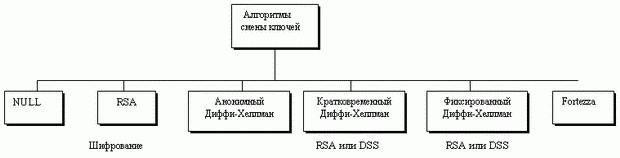 Алгоритмы
смены ключей
NULL
RSA
Анонимный
Диффи-Хеллман
Кратковременный
Диффи-Хеллман
Фиксированный
Диффи-Хеллман
Fortezza
Шифрование
RSA или DSS
RSA или DSS